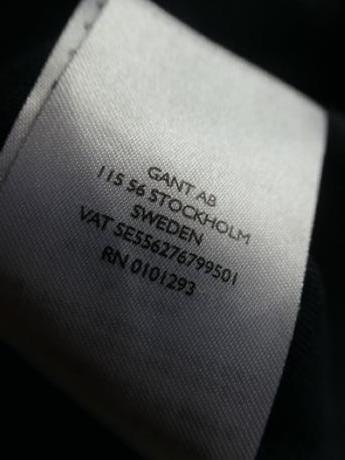 GANT AB
115 56 STOCKHOLM
SWEDEN
VAT SE556276799501
RN 0101293